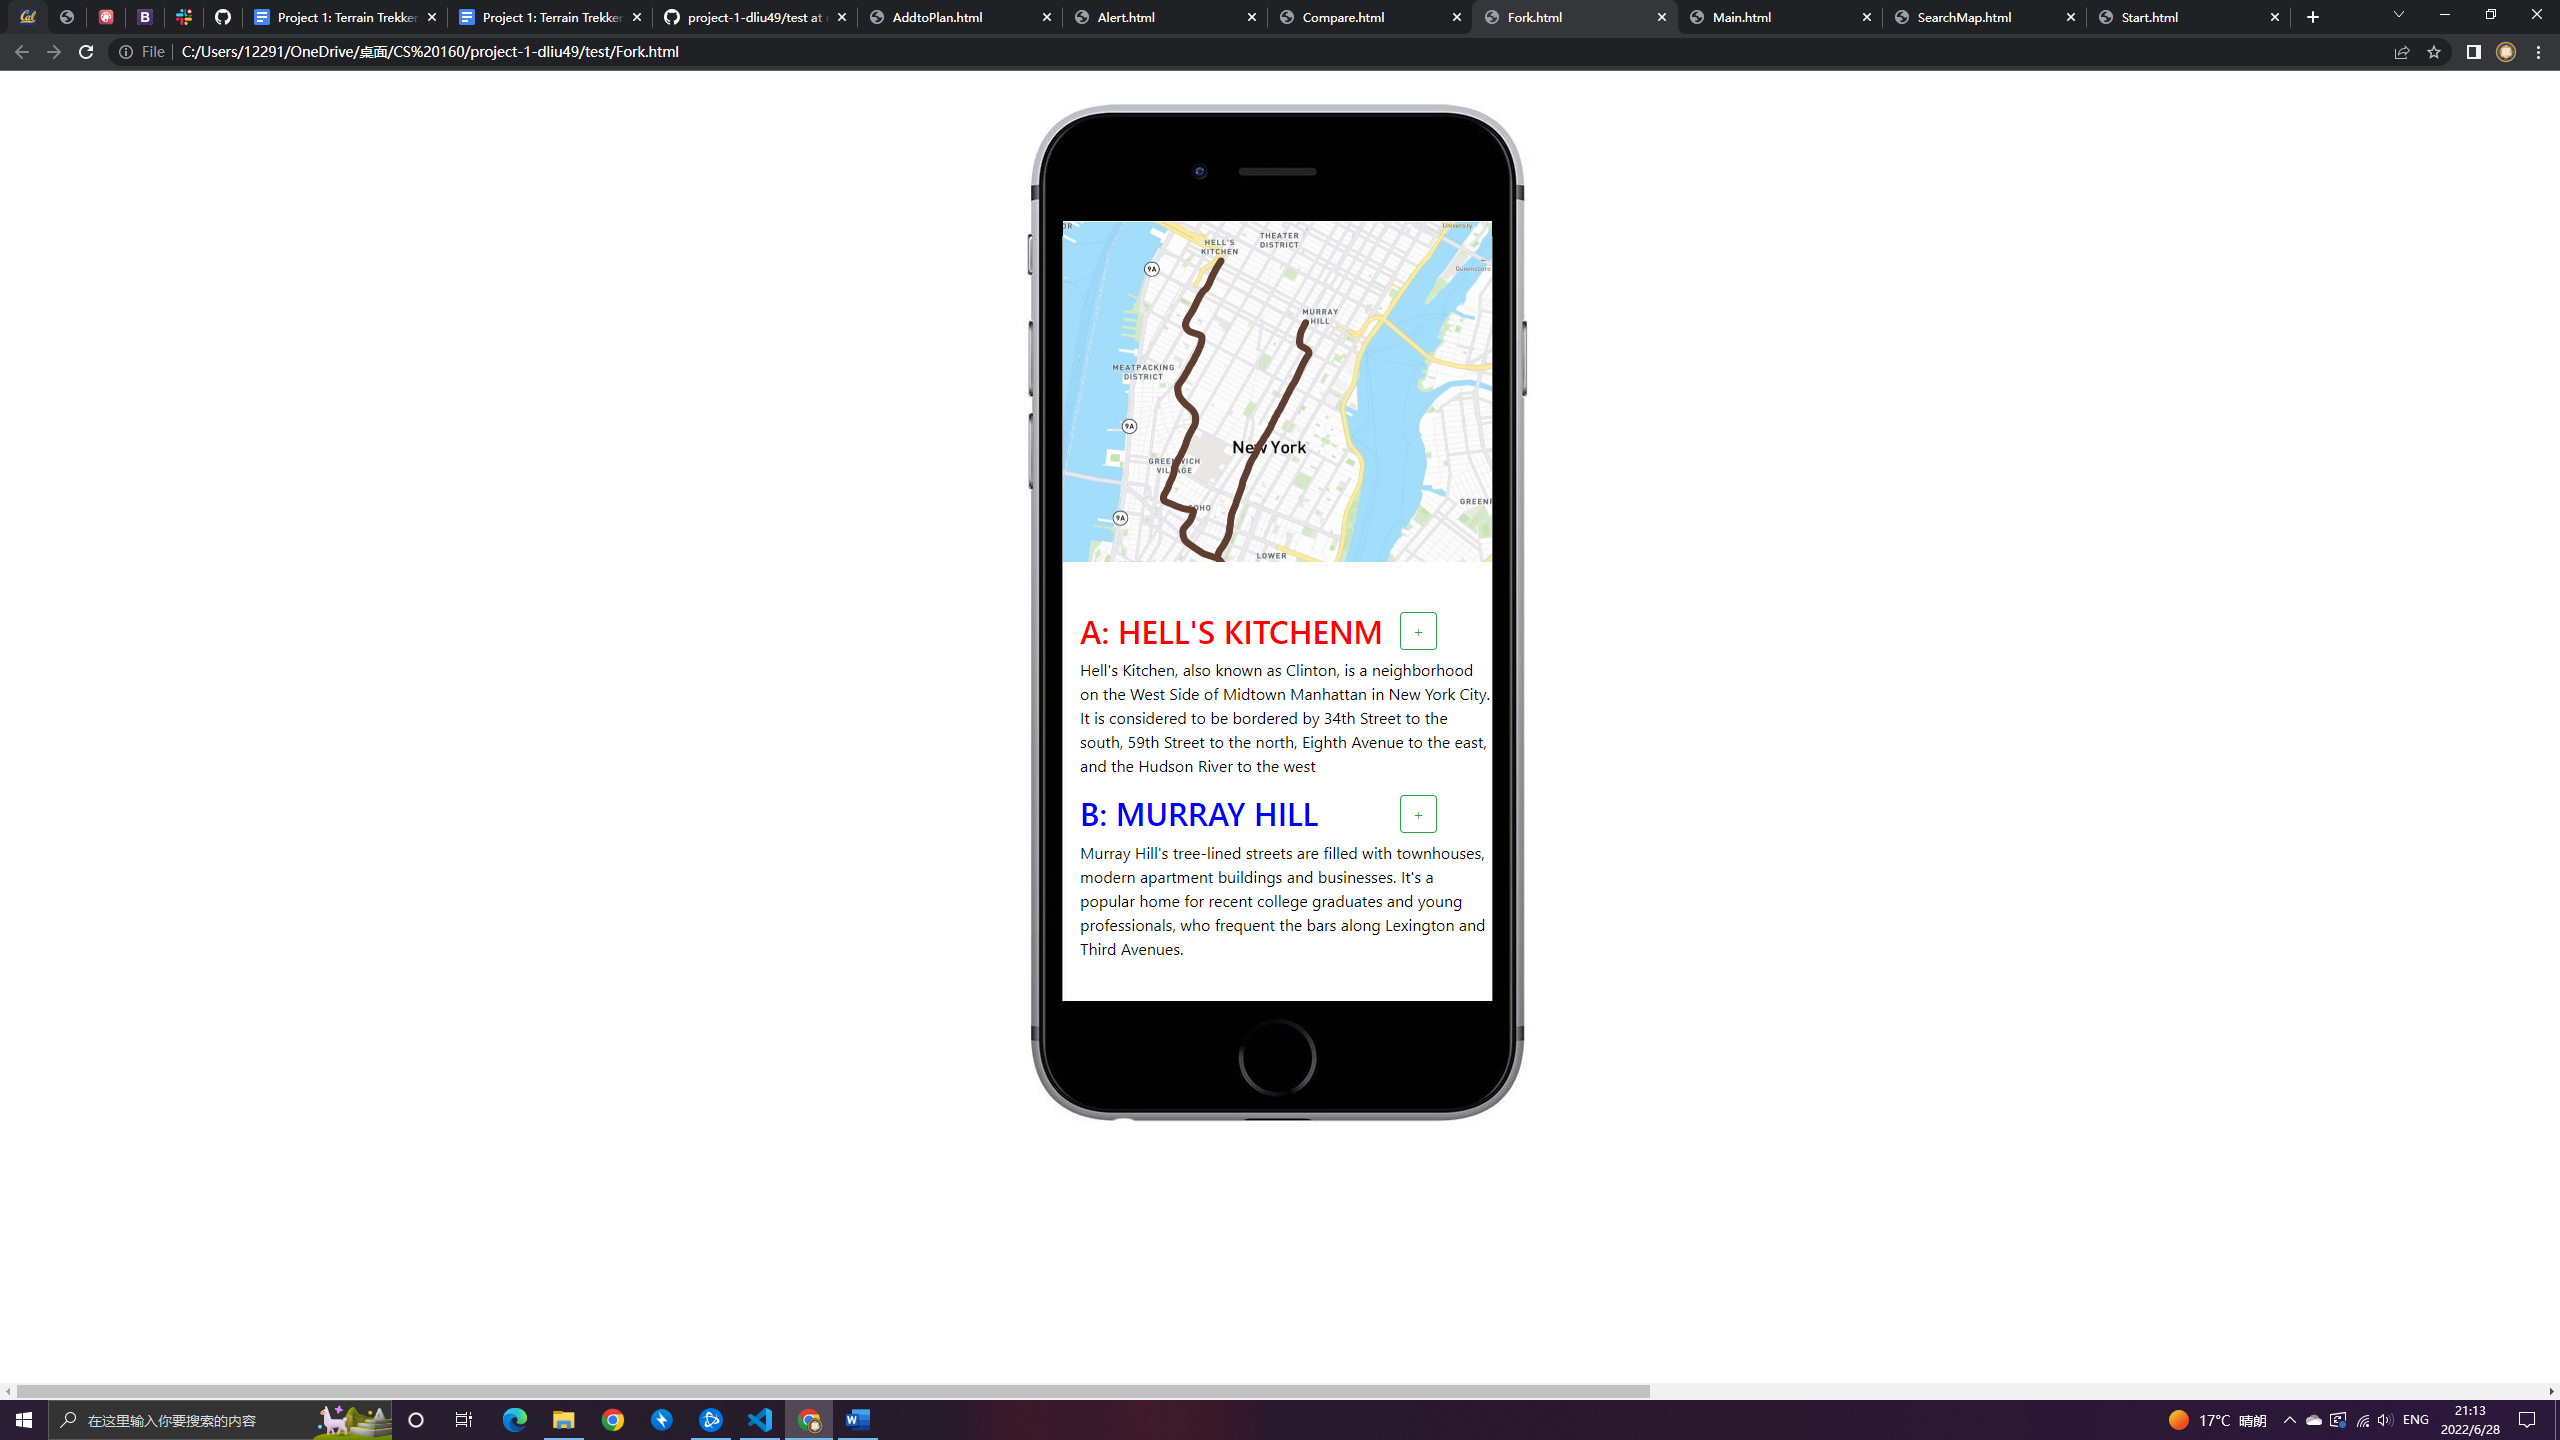 Cal
B
Project 1: Terrain Trekker
Project 1: Terrain Trekker
project-1-dliu49/test at
AddtoPlan.html
Alert.html
Compare.html
Fork.html
Main.html
SearchMap.html
Start.html
File
C:/Users/12291/OneDrive/桌面/CS%20160/project-1-dliu49/test/Fork.html
University
HELL'S
KITCHEN
THEATER
DISTRICT
9A
Queensboro
MURRAY
HILL
MEATPACKING
DISTRICT
9A
New York
GREENWICH
VILLAGE
GREENP
SOHO
9A
LOWER
A: HELL'S KITCHENM
+
Hell's Kitchen, also known as Clinton, is a neighborhood
on the West Side of Midtown Manhattan in New York City.
It is considered to be bordered by 34th Street to the
south, 59th Street to the north, Eighth Avenue to the east,
and the Hudson River to the west
B: MURRAY HILL
+
Murray Hill's tree-lined streets are filled with townhouses,
modern apartment buildings and businesses. It's a
popular home for recent college graduates and young
professionals, who frequent the bars along Lexington and
Third Avenues.
在这里输入你要搜索的内容
17°C 晴朗
ENG
21:13
2022/6/28